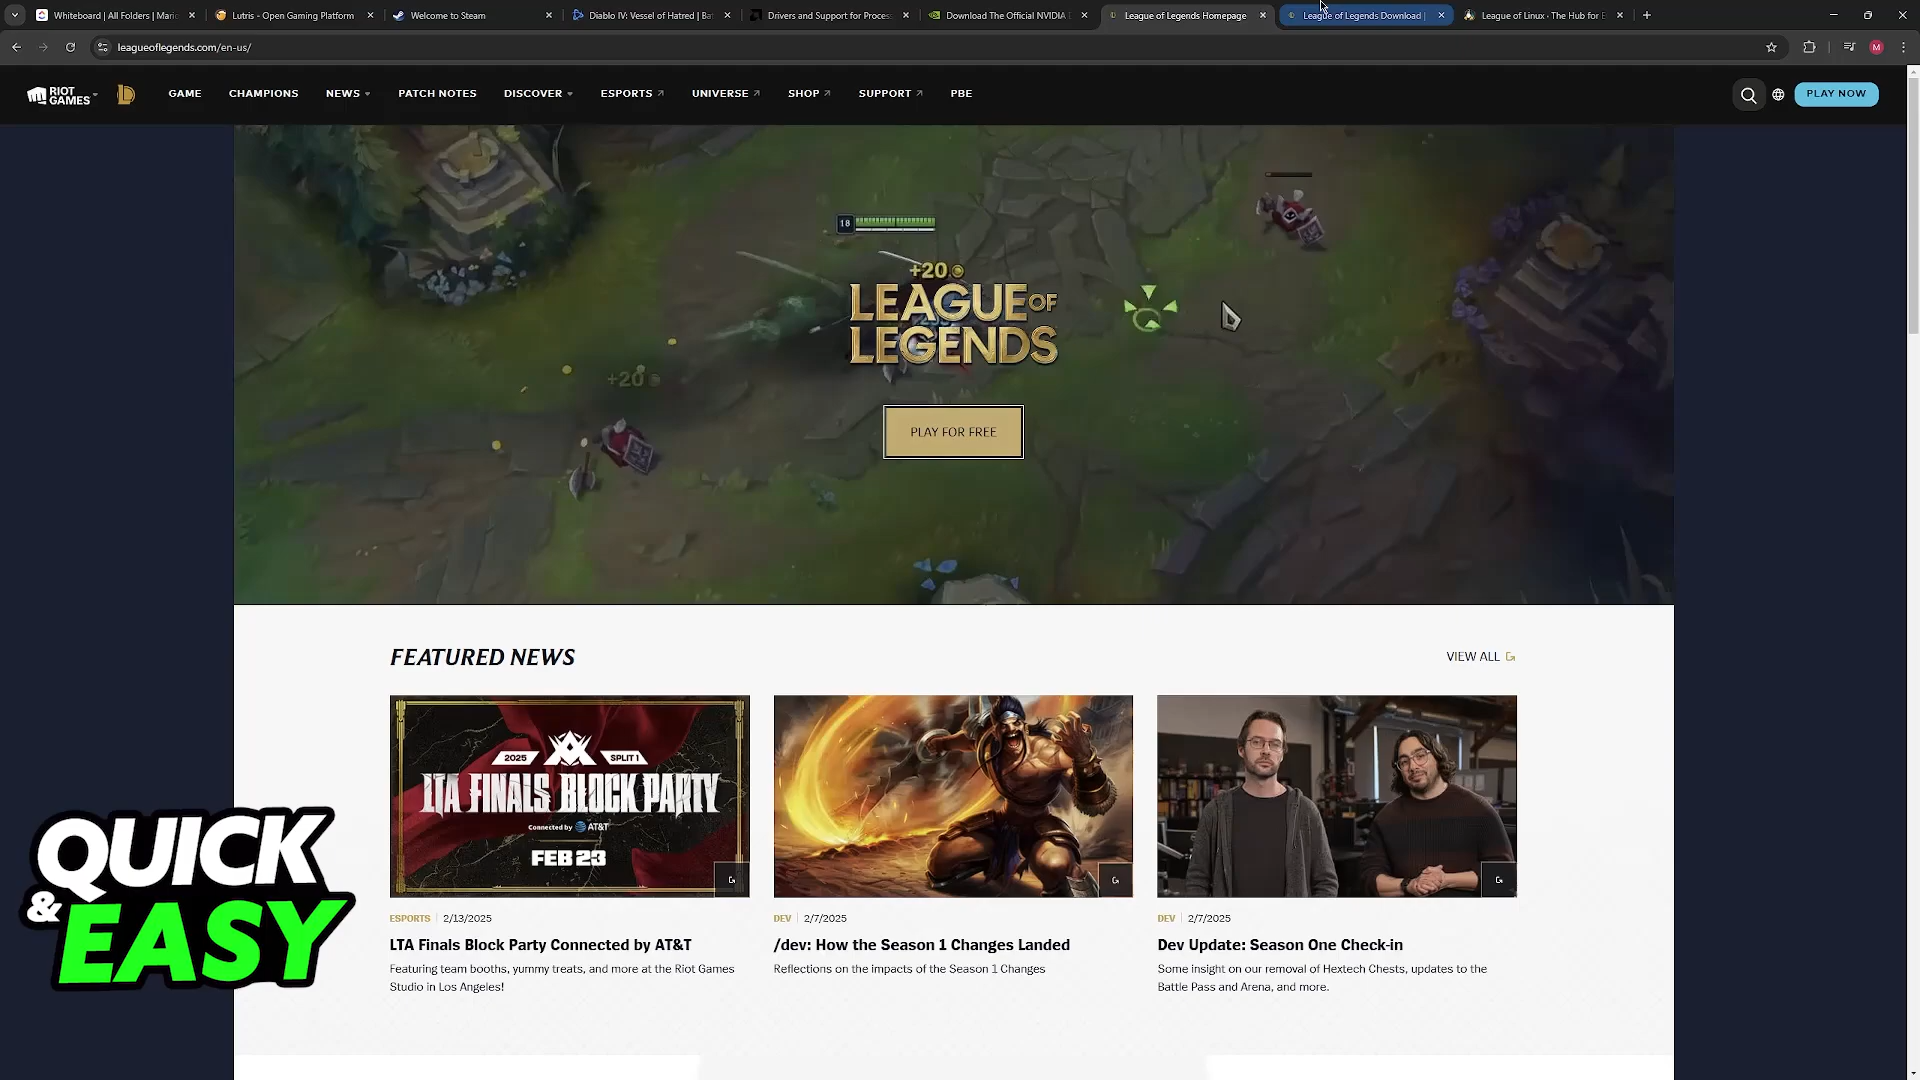 Whiteboard | All Folders | Maric
Lutris - Open Gaming Platform
Welcome to Steam
Diablo IV: Vessel of Hatred | Bat
Drivers and Support for Process
Download The Official NVIDIA
League of Legends Homepage
League of Legends Download |
League of Linux · The Hub for E
leagueoflegends.com/en-us/
M
RIOT GAMES
GAME
CHAMPIONS
NEWS
PATCH NOTES
DISCOVER
ESPORTS
UNIVERSE
SHOP
SUPPORT
PBE
PLAY NOW
18
+20
LEAGUE OF
LEGENDS
+20
PLAY FOR FREE
FEATURED NEWS
VIEW ALL
2025
SPLIT 1
LTA FINALS BLOCK PARTY
Connected by AT&T
FEB 23
ESPORTS | 2/13/2025
LTA Finals Block Party Connected by AT&T
Featuring team booths, yummy treats, and more at the Riot Games
Studio in Los Angeles!
DEV | 2/7/2025
/dev: How the Season 1 Changes Landed
Reflections on the impacts of the Season 1 Changes
DEV | 2/7/2025
Dev Update: Season One Check-in
Some insight on our removal of Hextech Chests, updates to the
Battle Pass and Arena, and more.
QUICK
& EASY